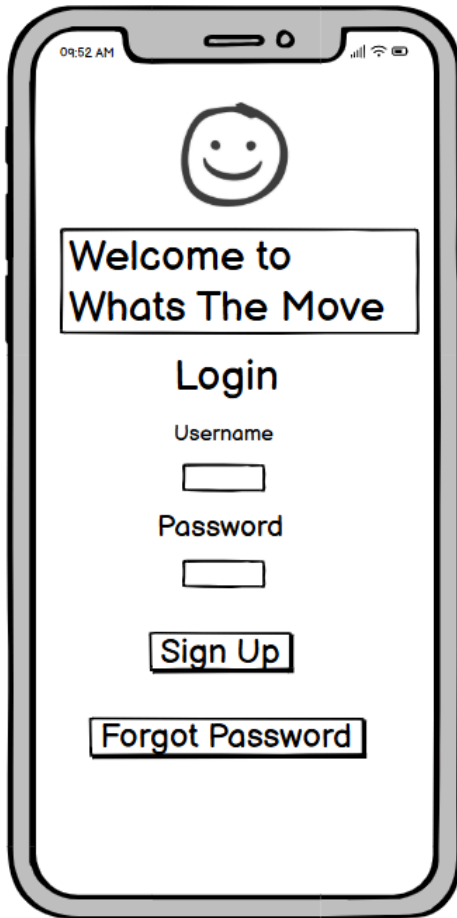 09:52 AM
Welcome to
Whats The Move
Login
Username
Password
Sign Up
Forgot Password